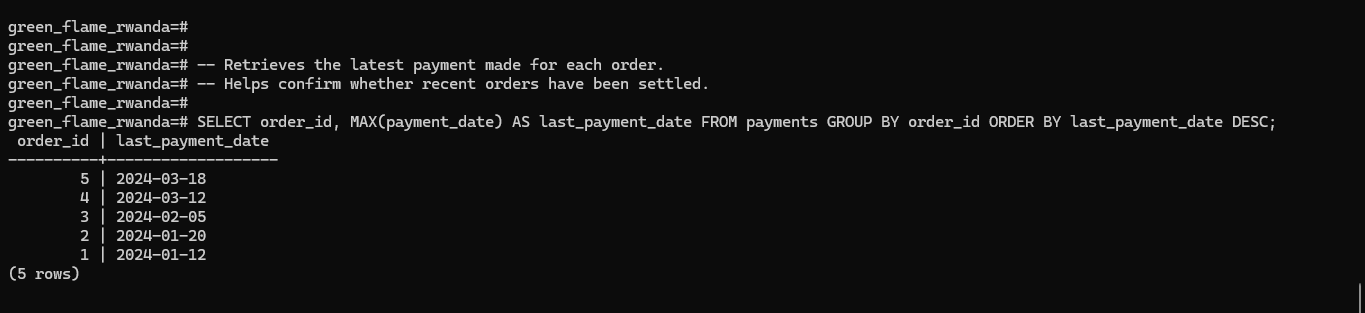 green_flame_rwanda=#
green_flame_rwanda=#
green_flame_rwanda=# -- Retrieves the latest payment made for each order.
green_flame_rwanda=# -- Helps confirm whether recent orders have been settled.
green_flame_rwanda=#
green_flame_rwanda=# SELECT order_id, MAX(payment_date) AS last_payment_date FROM payments GROUP BY order_id ORDER BY last_payment_date DESC;
 order_id | last_payment_date
----------+-------------------
        5 | 2024-03-18
        4 | 2024-03-12
        3 | 2024-02-05
        2 | 2024-01-20
        1 | 2024-01-12
(5 rows)